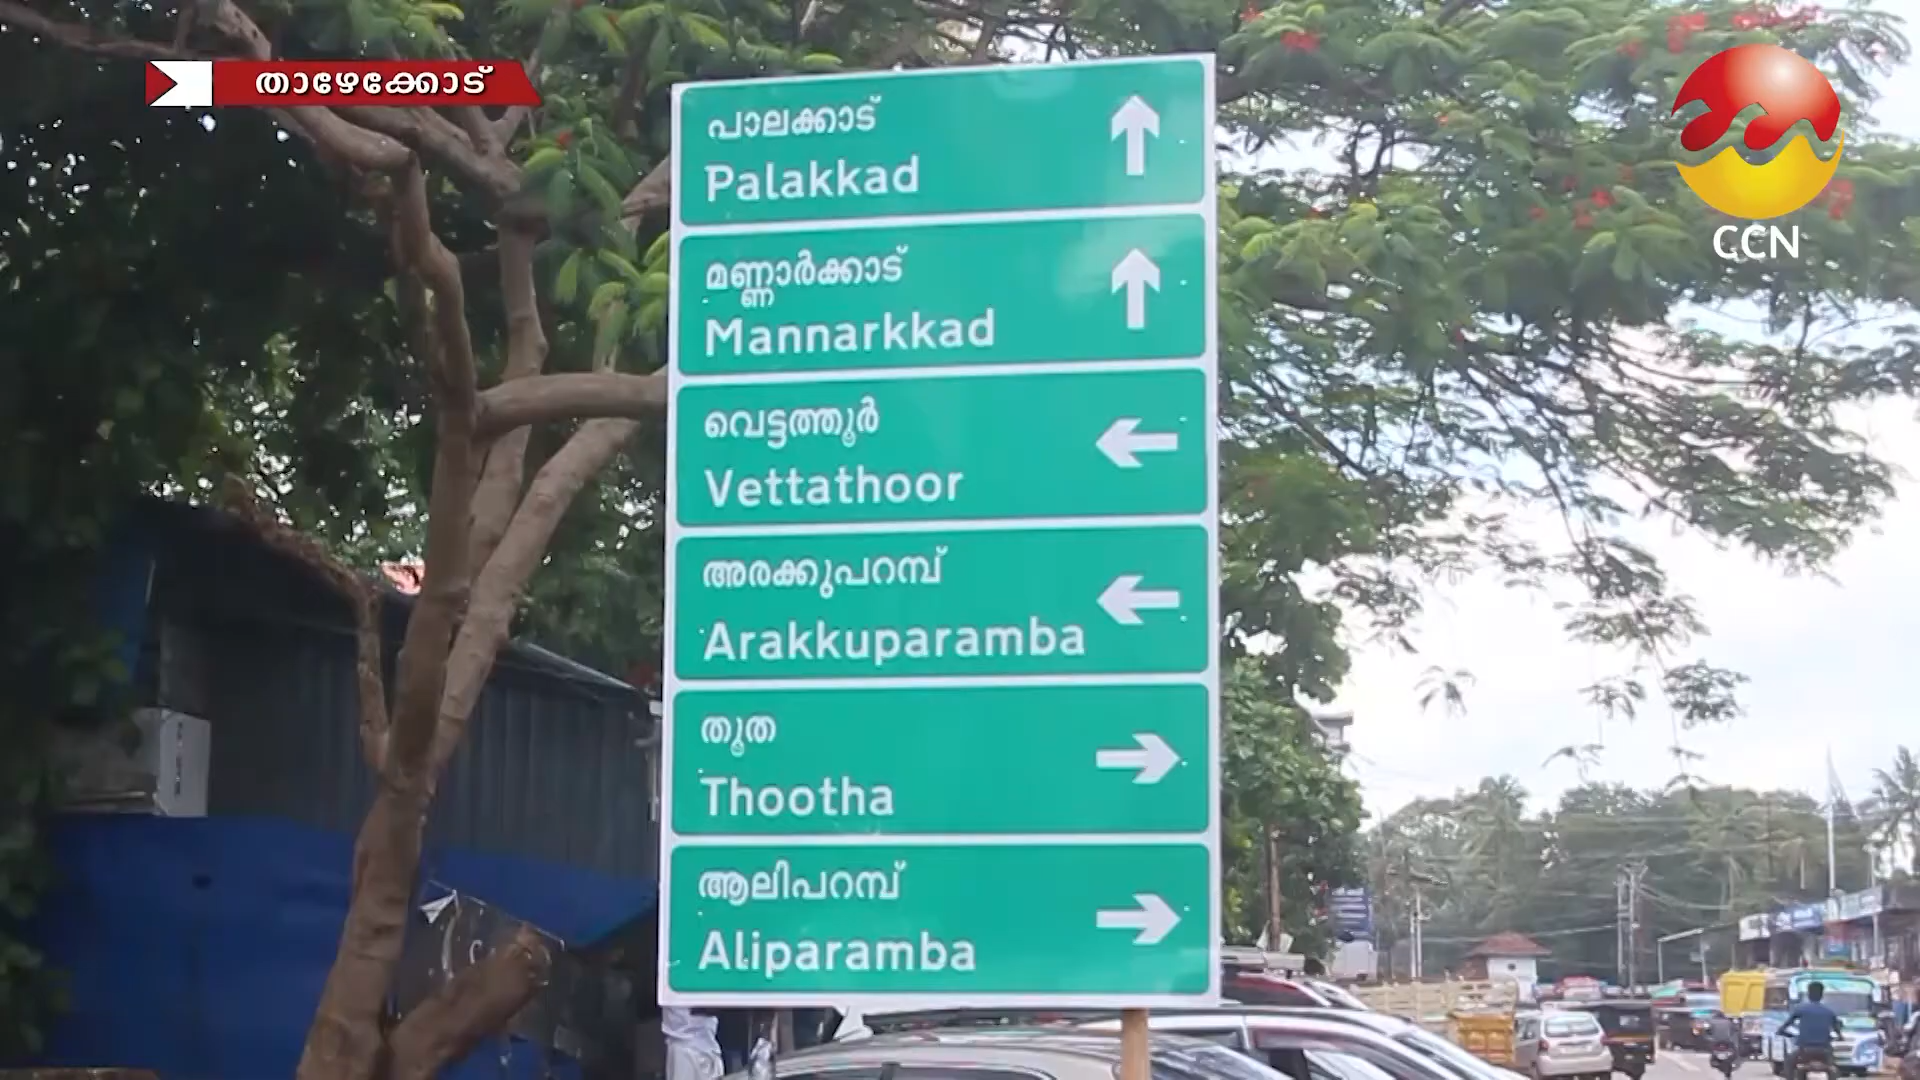 താഴേക്കോട്
CCN
പാലക്കാട്
Palakkad
മണ്ണാർക്കാട്
Mannarkkad
വെട്ടത്തൂർ
Vettathoor
അരക്കുപറമ്പ്
Arakkuparamba
തൂത
Thootha
ആലിപറമ്പ്
Aliparamba